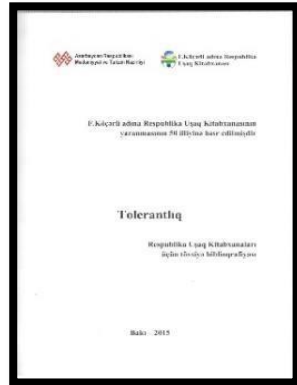 Azərbaycan Respublikası
Mədəniyyət və Turizm Nazirliyi
F.Köçərli adına Respublika
Uşaq Kitabxanası
F.Köçərli adına Respublika Uşaq Kitabxanasının
yaranmasının 50 illiyinə həsr edilmişdir
Tolerantlıq
Respublika Uşaq Kitabxanaları
üçün tövsiyə biblioqrafiyası
Bakı - 2015